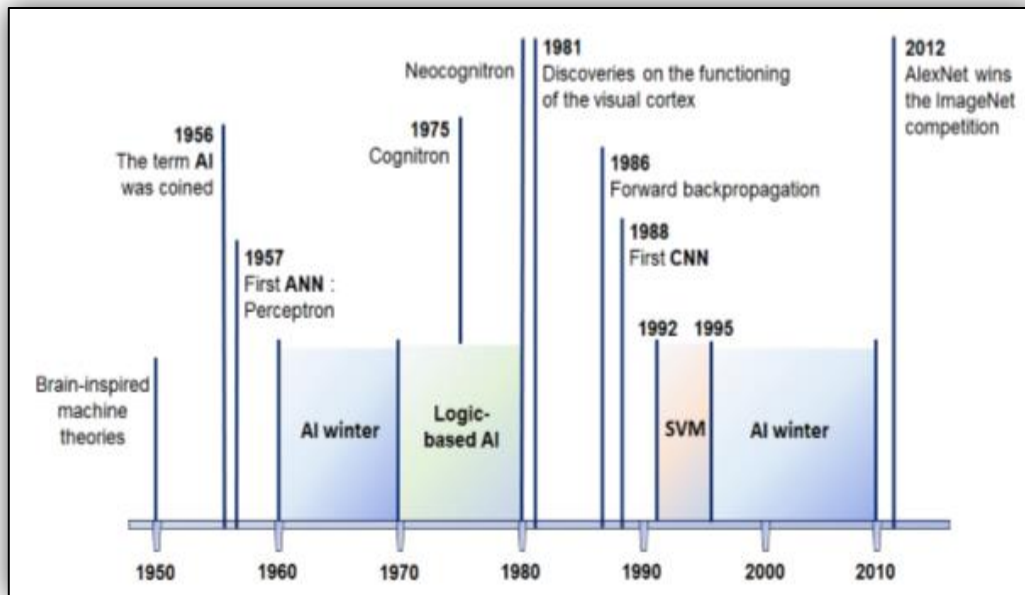 Neocognitron
1981
Discoveries on the functioning
of the visual cortex
2012
AlexNet wins
the ImageNet
competition
1956
The term AI
was coined
1975
Cognitron
1986
Forward backpropagation
1957
First ANN :
Perceptron
1988
First CNN
1992
1995
Brain-inspired
machine
theories
AI winter
Logic-
based AI
SVM
AI winter
1950
1960
1970
1980
1990
2000
2010